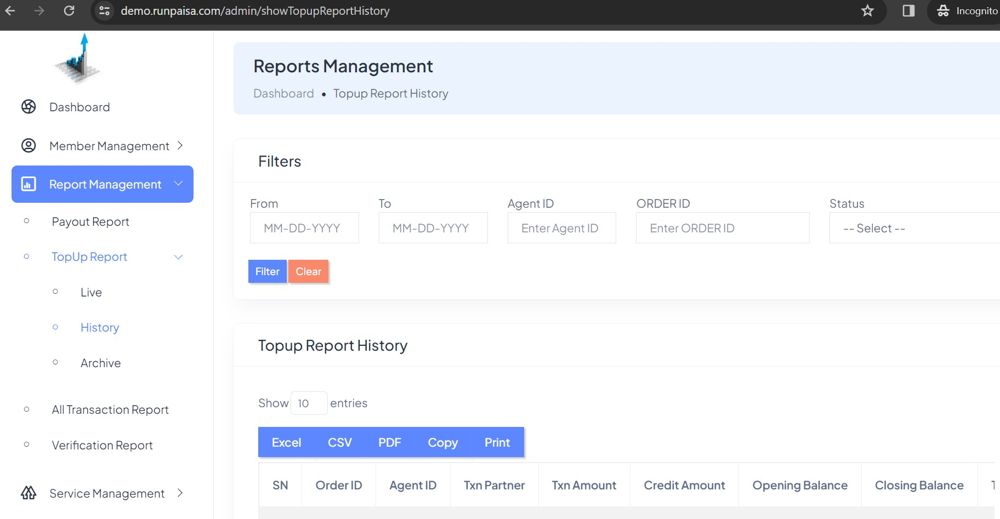 demo.runpaisa.com/admin/showTopupReportHistory
Incognito
Dashboard
Member Management
Report Management
Payout Report
TopUp Report
Live
History
Archive
All Transaction Report
Verification Report
Service Management
Reports Management
Dashboard • Topup Report History
Filters
From To Agent ID ORDER ID Status
MM-DD-YYYY MM-DD-YYYY Enter Agent ID Enter ORDER ID -- Select --
Filter Clear
Topup Report History
Show 10 entries
Excel CSV PDF Copy Print
SN Order ID Agent ID Txn Partner Txn Amount Credit Amount Opening Balance Closing Balance